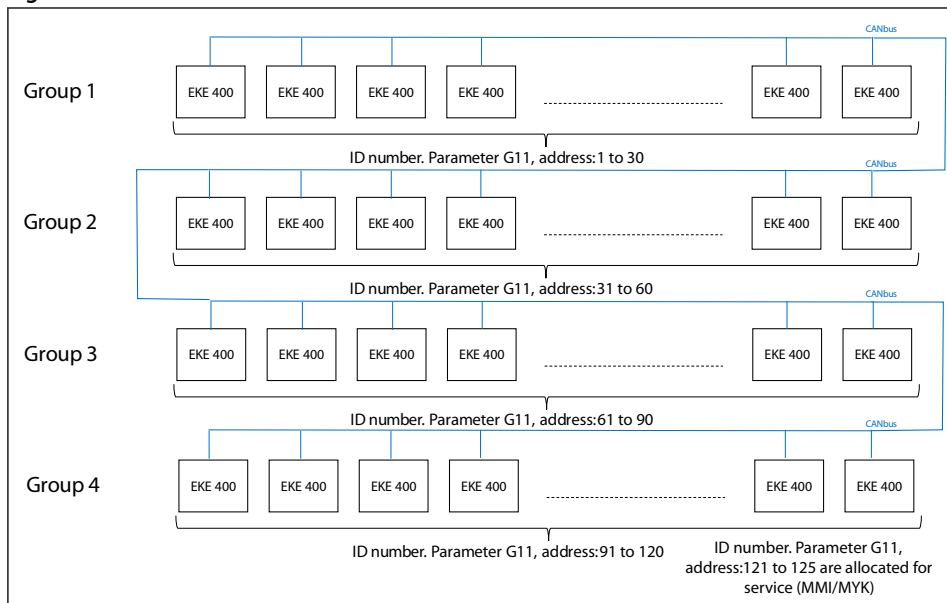 CANbus
Group 1
EKE 400 EKE 400 EKE 400 EKE 400 EKE 400 EKE 400
ID number. Parameter G11, address:1 to 30
CANbus
Group 2
EKE 400 EKE 400 EKE 400 EKE 400 EKE 400 EKE 400
ID number. Parameter G11, address:31 to 60
CANbus
Group 3
EKE 400 EKE 400 EKE 400 EKE 400 EKE 400 EKE 400
ID number. Parameter G11, address:61 to 90
CANbus
Group 4
EKE 400 EKE 400 EKE 400 EKE 400 EKE 400 EKE 400
ID number. Parameter G11, address:91 to 120
ID number. Parameter G11,
address:121 to 125 are allocated for
service (MMI/MYK)